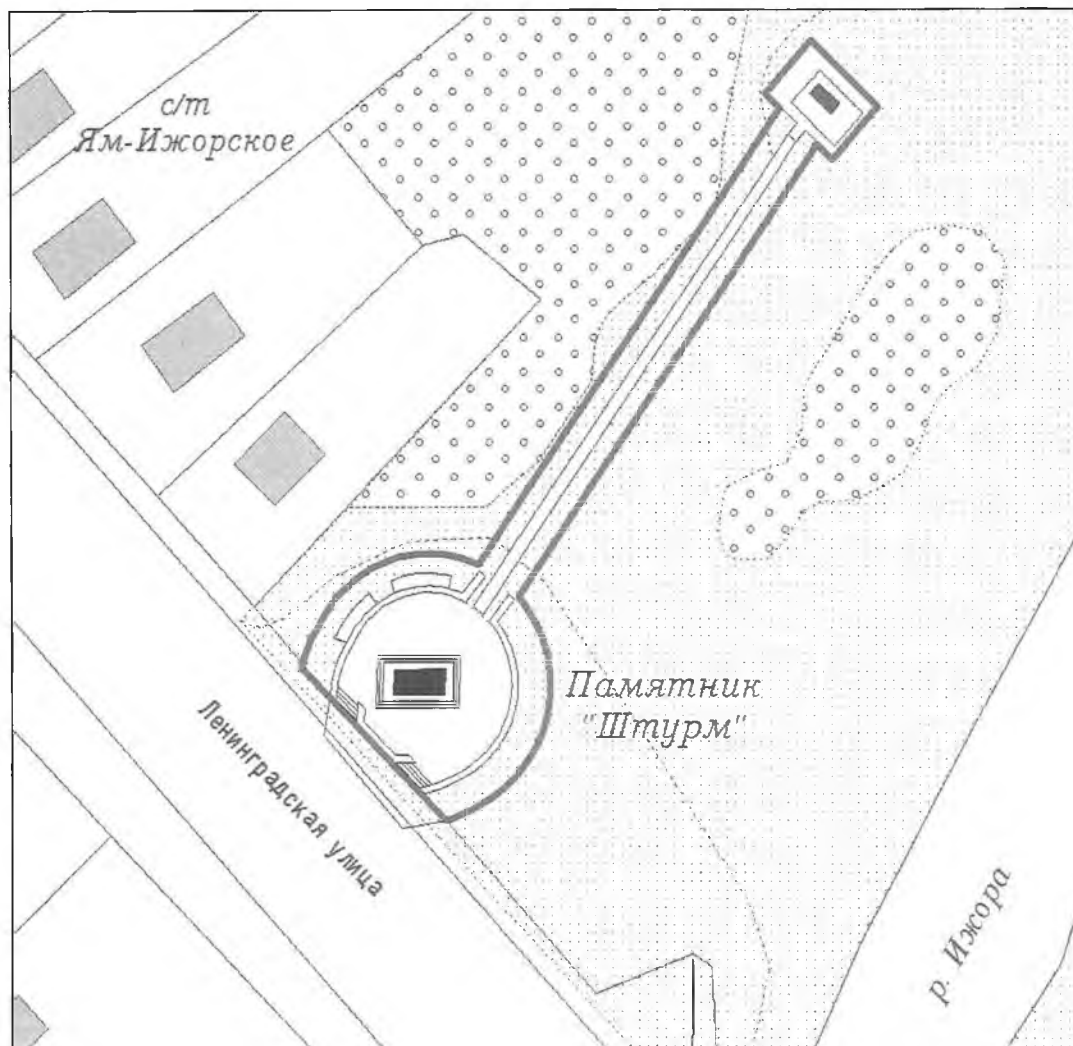 с/т
Ям-Ижорское
Памятник
"Штурм"
Ленинградская улица
р. Ижора